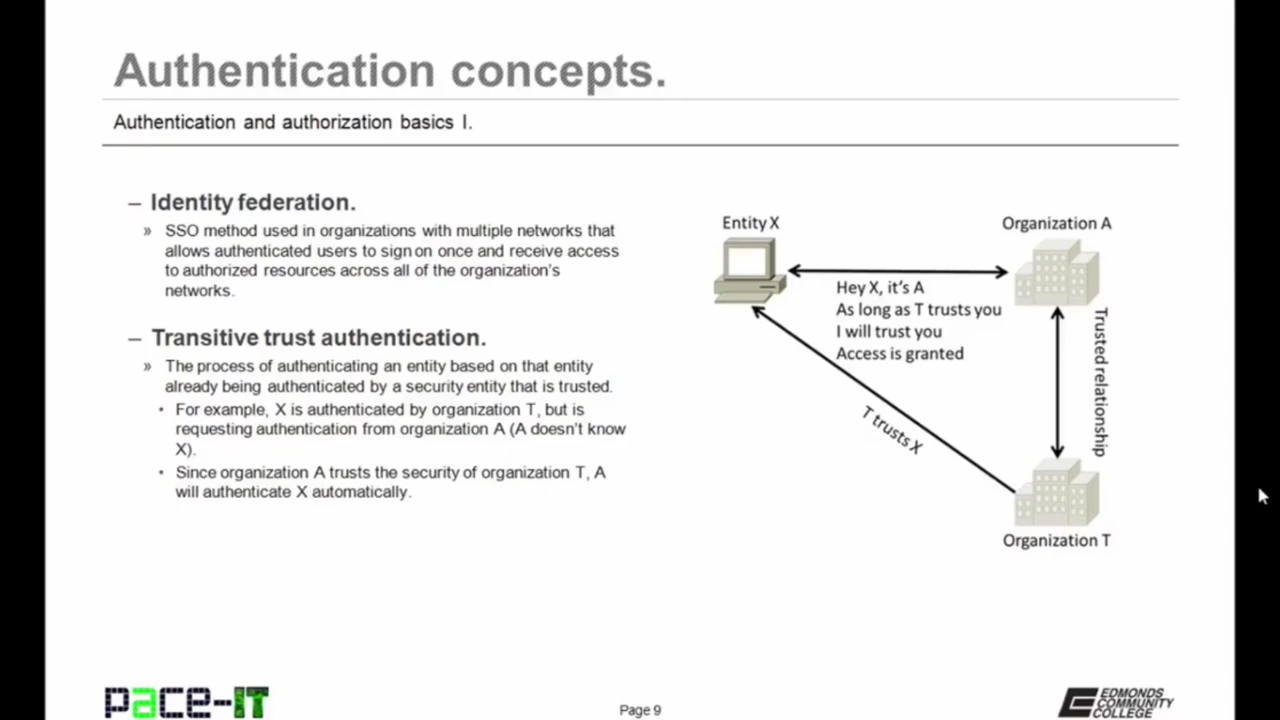 Authentication concepts.
Authentication and authorization basics I.
– Identity federation.
» SSO method used in organizations with multiple networks that
allows authenticated users to sign on once and receive access
to authorized resources across all of the organization's
networks.
– Transitive trust authentication.
» The process of authenticating an entity based on that entity
already being authenticated by a security entity that is trusted.
• For example, X is authenticated by organization T, but is
requesting authentication from organization A (A doesn't know
X).
• Since organization A trusts the security of organization T, A
will authenticate X automatically.
Entity X
Organization A
Hey X, it's A
As long as T trusts you
I will trust you
Access is granted
Trusted relationship
T trusts X
Organization T
pace-IT
Page 9
EDMONDS
COMMUNITY
COLLEGE